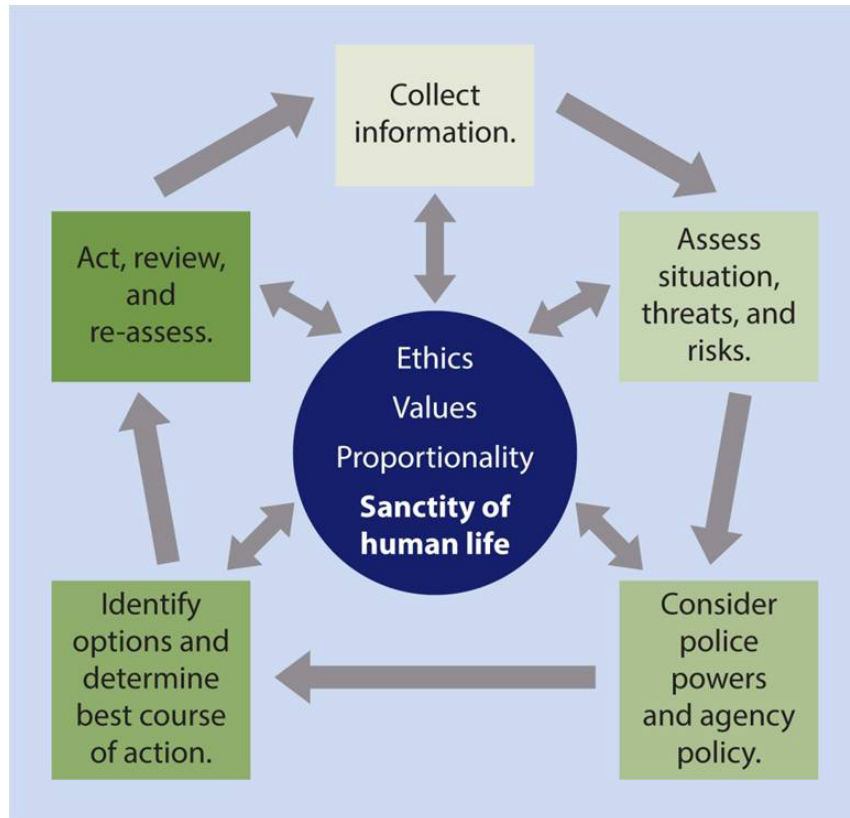 Collect
information.
Assess
situation,
threats, and
risks.
Consider
police
powers
and agency
policy.
Identify
options and
determine
best course
of action.
Act, review,
and
re-assess.
Ethics
Values
Proportionality
Sanctity of
human life